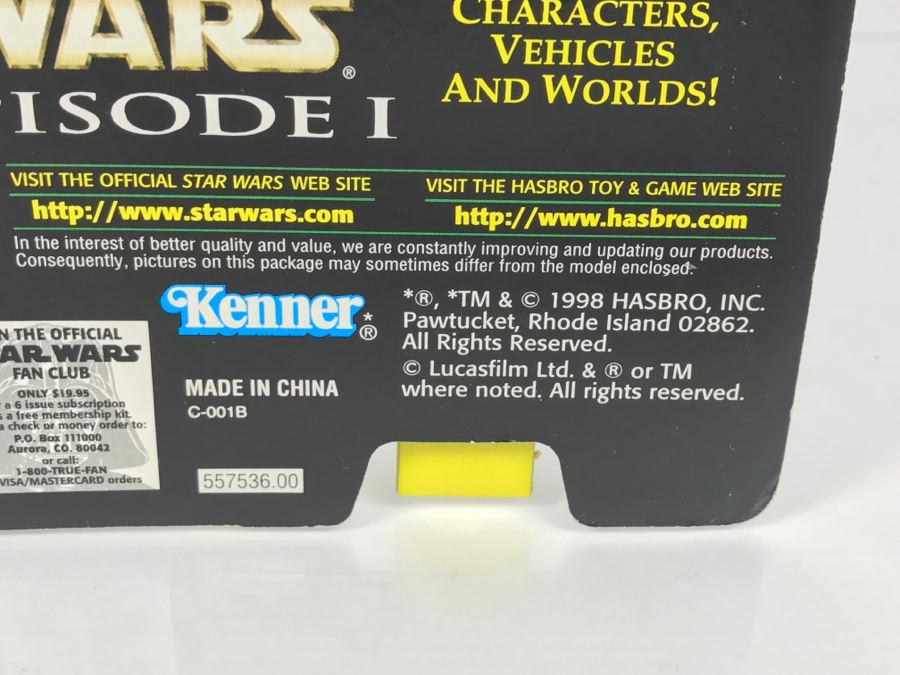 WARS®
ISODE I
CHARACTERS,
VEHICLES
AND WORLDS!
VISIT THE OFFICIAL STAR WARS WEB SITE
http://www.starwars.com
VISIT THE HASBRO TOY & GAME WEB SITE
http://www.hasbro.com
In the interest of better quality and value, we are constantly improving and updating our products.
Consequently, pictures on this package may sometimes differ from the model enclosed.
N THE OFFICIAL
AR WARS
FAN CLUB
ONLY $19.95
a 6 issue subscription
s a free membership kit.
a check or money order to:
P.O. Box 111000
Aurora, CO. 80042
or call:
1-800-TRUE-FAN
VISA/MASTERCARD orders
Kenner*®
MADE IN CHINA
C-001B
557536.00
*®, *TM & © 1998 HASBRO, INC.
Pawtucket, Rhode Island 02862.
All Rights Reserved.
© Lucasfilm Ltd. & ® or TM
where noted. All rights reserved.